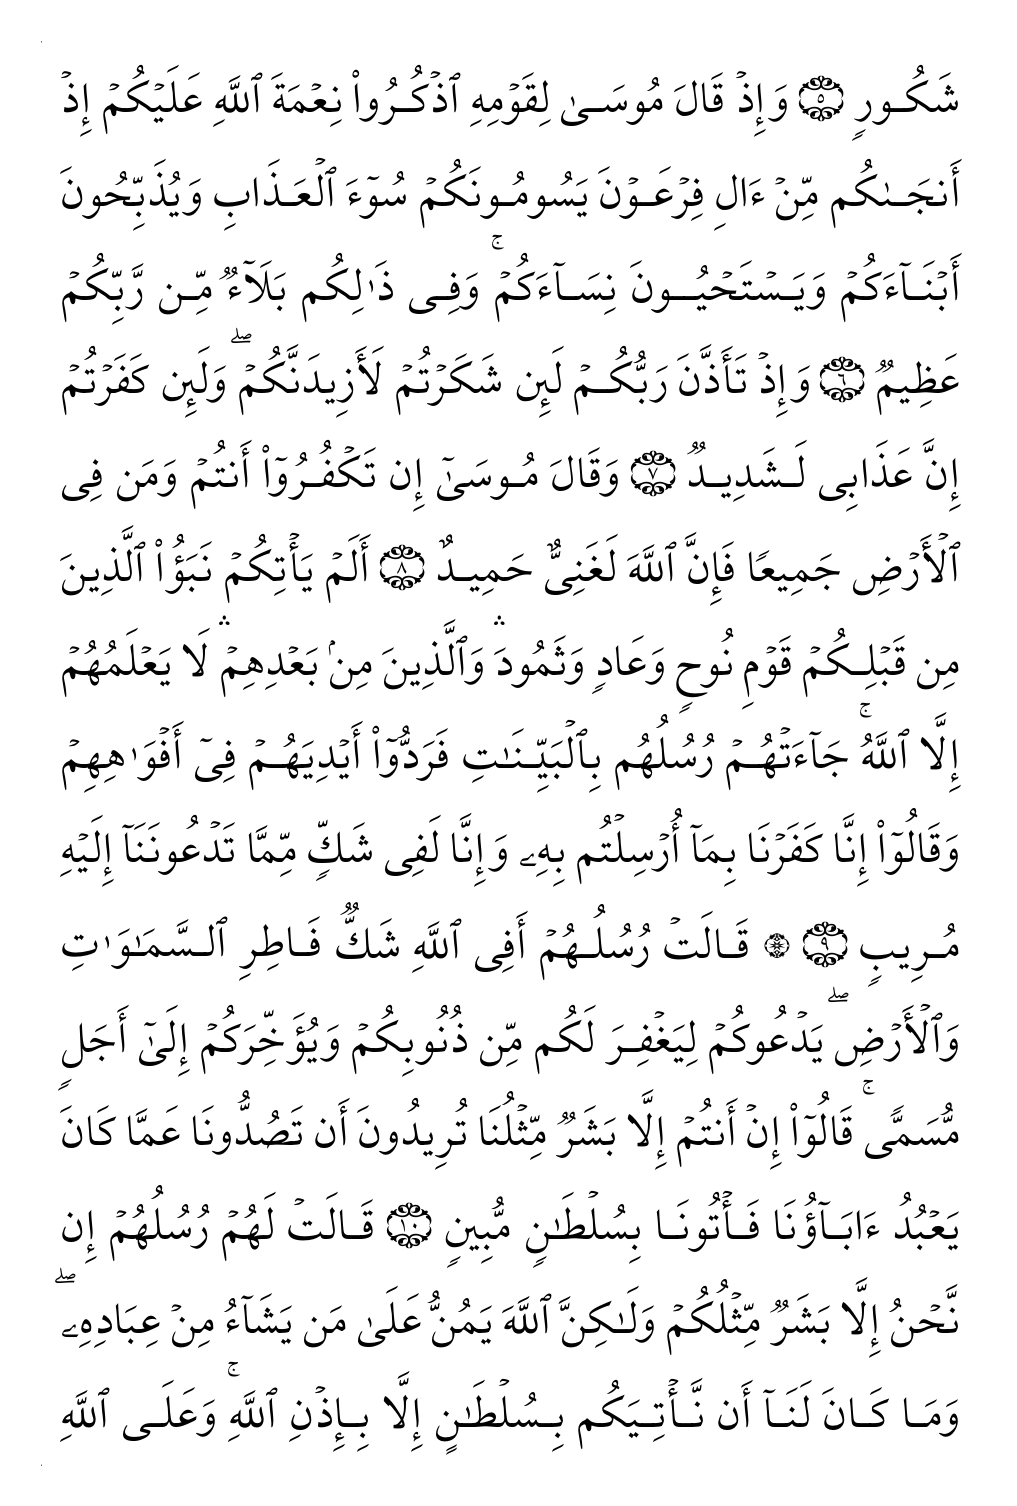 شَكُورٍ ٥ وَإِذۡ قَالَ مُوسَىٰ لِقَوۡمِهِ ٱذۡكُرُواْ نِعۡمَةَ ٱللَّهِ عَلَيۡكُمۡ إِذۡ
أَنجَىٰكُم مِّنۡ ءَالِ فِرۡعَوۡنَ يَسُومُونَكُمۡ سُوٓءَ ٱلۡعَذَابِ وَيُذَبِّحُونَ
أَبۡنَآءَكُمۡ وَيَسۡتَحۡيُونَ نِسَآءَكُمۡۚ وَفِي ذَٰلِكُم بَلَآءٞ مِّن رَّبِّكُمۡ
عَظِيمٞ ٦ وَإِذۡ تَأَذَّنَ رَبُّكُمۡ لَئِن شَكَرۡتُمۡ لَأَزِيدَنَّكُمۡۖ وَلَئِن كَفَرۡتُمۡ
إِنَّ عَذَابِي لَشَدِيدٞ ٧ وَقَالَ مُوسَىٰٓ إِن تَكۡفُرُوٓاْ أَنتُمۡ وَمَن فِي
ٱلۡأَرۡضِ جَمِيعٗا فَإِنَّ ٱللَّهَ لَغَنِيٌّ حَمِيدٌ ٨ أَلَمۡ يَأۡتِكُمۡ نَبَؤُاْ ٱلَّذِينَ
مِن قَبۡلِكُمۡ قَوۡمِ نُوحٖ وَعَادٖ وَثَمُودَۛ وَٱلَّذِينَ مِنۢ بَعۡدِهِمۡۛ لَا يَعۡلَمُهُمۡ
إِلَّا ٱللَّهُۚ جَآءَتۡهُمۡ رُسُلُهُم بِٱلۡبَيِّنَٰتِ فَرَدُّوٓاْ أَيۡدِيَهُمۡ فِيٓ أَفۡوَٰهِهِمۡ
وَقَالُوٓاْ إِنَّا كَفَرۡنَا بِمَآ أُرۡسِلۡتُم بِهِۦ وَإِنَّا لَفِي شَكّٖ مِّمَّا تَدۡعُونَنَآ إِلَيۡهِ
مُرِيبٖ ٩ ۞ قَالَتۡ رُسُلُهُمۡ أَفِي ٱللَّهِ شَكّٞ فَاطِرِ ٱلسَّمَٰوَٰتِ
وَٱلۡأَرۡضِۖ يَدۡعُوكُمۡ لِيَغۡفِرَ لَكُم مِّن ذُنُوبِكُمۡ وَيُؤَخِّرَكُمۡ إِلَىٰٓ أَجَلٖ
مُّسَمّٗىۚ قَالُوٓاْ إِنۡ أَنتُمۡ إِلَّا بَشَرٞ مِّثۡلُنَا تُرِيدُونَ أَن تَصُدُّونَا عَمَّا كَانَ
يَعۡبُدُ ءَابَآؤُنَا فَأۡتُونَا بِسُلۡطَٰنٖ مُّبِينٖ ١٠ قَالَتۡ لَهُمۡ رُسُلُهُمۡ إِن
نَّحۡنُ إِلَّا بَشَرٞ مِّثۡلُكُمۡ وَلَٰكِنَّ ٱللَّهَ يَمُنُّ عَلَىٰ مَن يَشَآءُ مِنۡ عِبَادِهِۦۖ
وَمَا كَانَ لَنَآ أَن نَّأۡتِيَكُم بِسُلۡطَٰنٍ إِلَّا بِإِذۡنِ ٱللَّهِۚ وَعَلَى ٱللَّهِ